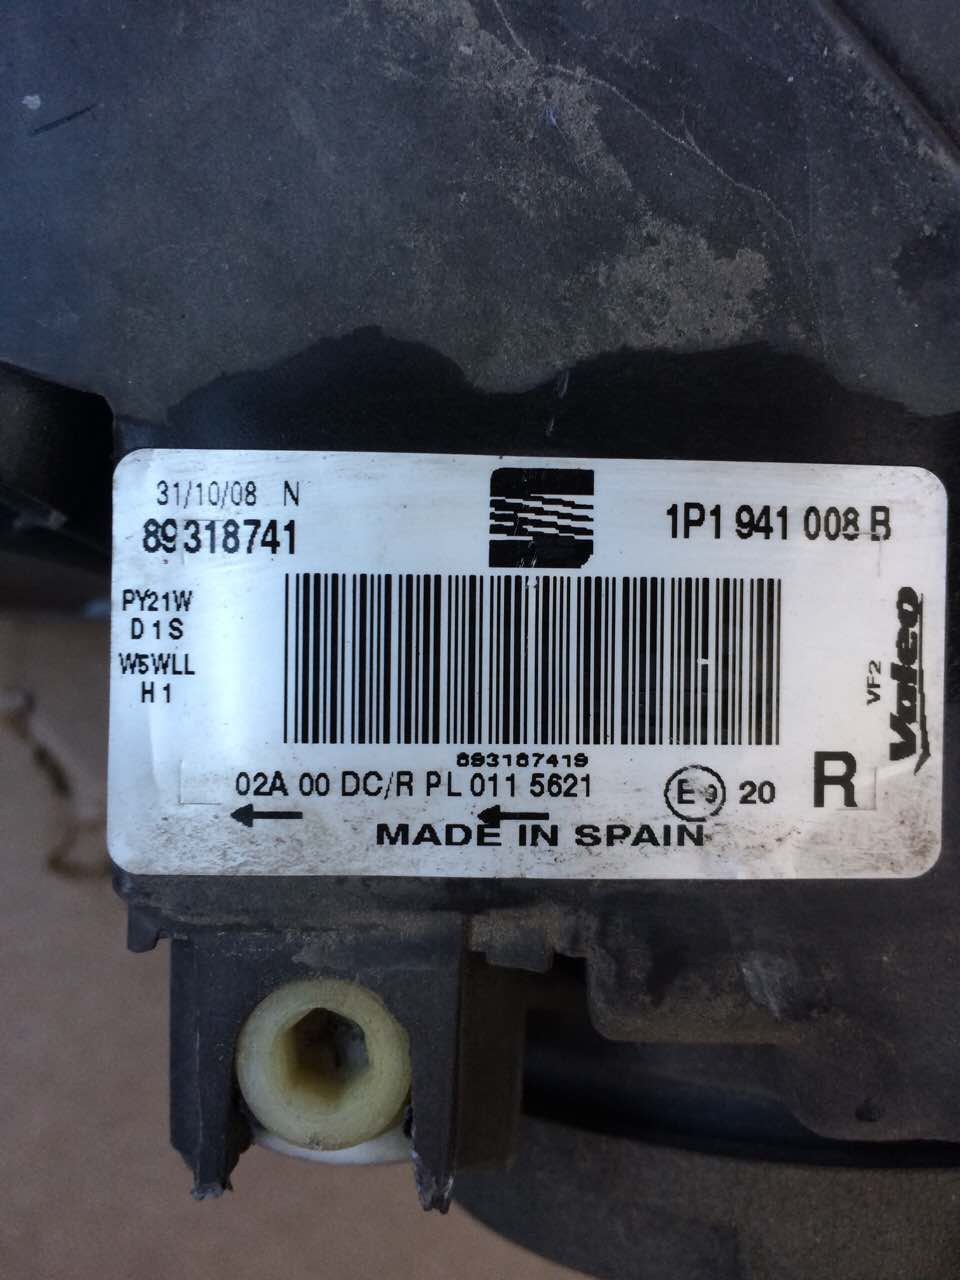 31/10/08 N
89318741
1P1 941 008 B
PY21W
D1S
W5WLL
H1
VF2
Valeo
893187419
02A 00 DC/R PL 011 5621
E9 20
R
MADE IN SPAIN